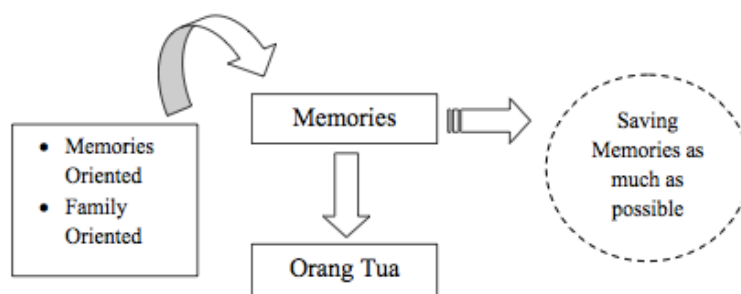 • Memories
Oriented
• Family
Oriented
Memories
Orang Tua
Saving
Memories as
much as
possible